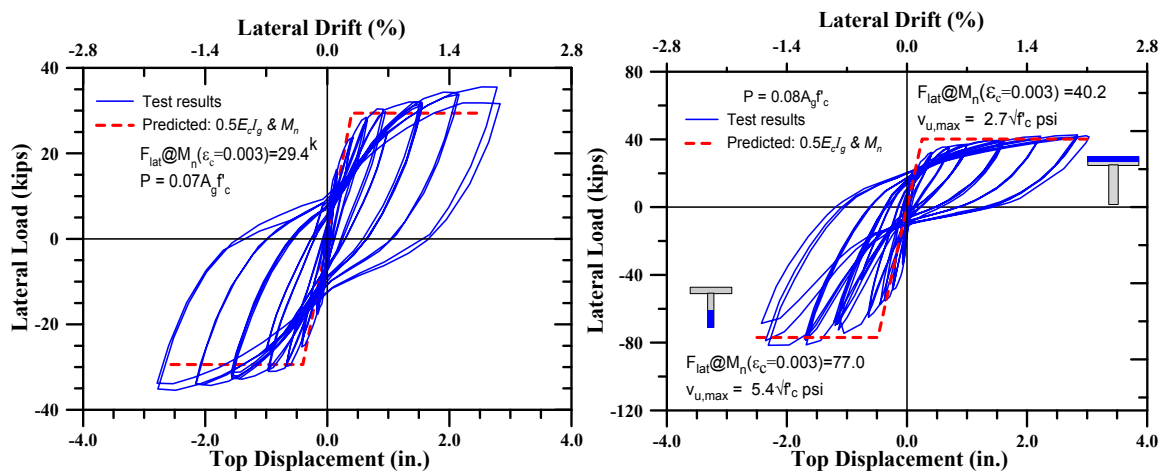 Lateral Drift (%)
-2.8 -1.4 0.0 1.4 2.8
40
20
0
-20
-40
Lateral Load (kips)
Test results
Predicted: 0.5EcIg & Mn
Flat@Mn(εc=0.003)=29.4k
P = 0.07Agf'c
-4.0 -2.0 0.0 2.0 4.0
Top Displacement (in.)
Lateral Drift (%)
-2.8 -1.4 0.0 1.4 2.8
80
40
0
-40
-80
-120
Lateral Load (kips)
P = 0.08Agf'c
Test results
Predicted: 0.5EcIg & Mn
Flat@Mn(εc=0.003) =40.2
vu,max = 2.7√f'c psi
Flat@Mn(εc=0.003)=77.0
vu,max = 5.4√f'c psi
-4.0 -2.0 0.0 2.0 4.0
Top Displacement (in.)